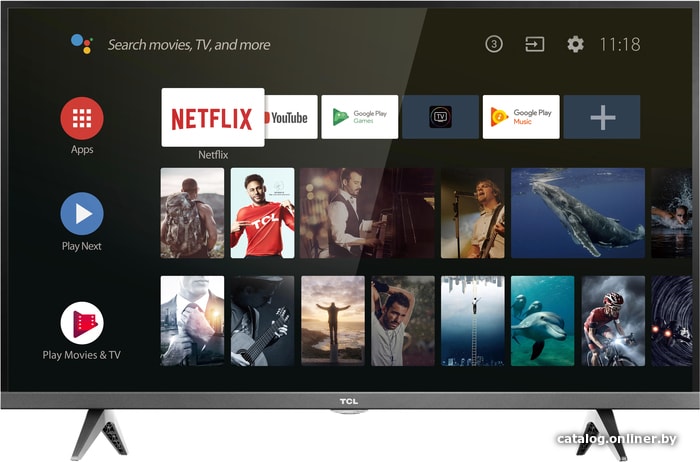 Search movies, TV, and more
3
11:18
Apps
NETFLIX
YouTube
Google Play
Games
TV
Google Play
Music
Netflix
Play Next
TCL
Play Movies & TV
TCL
catalog.onliner.by